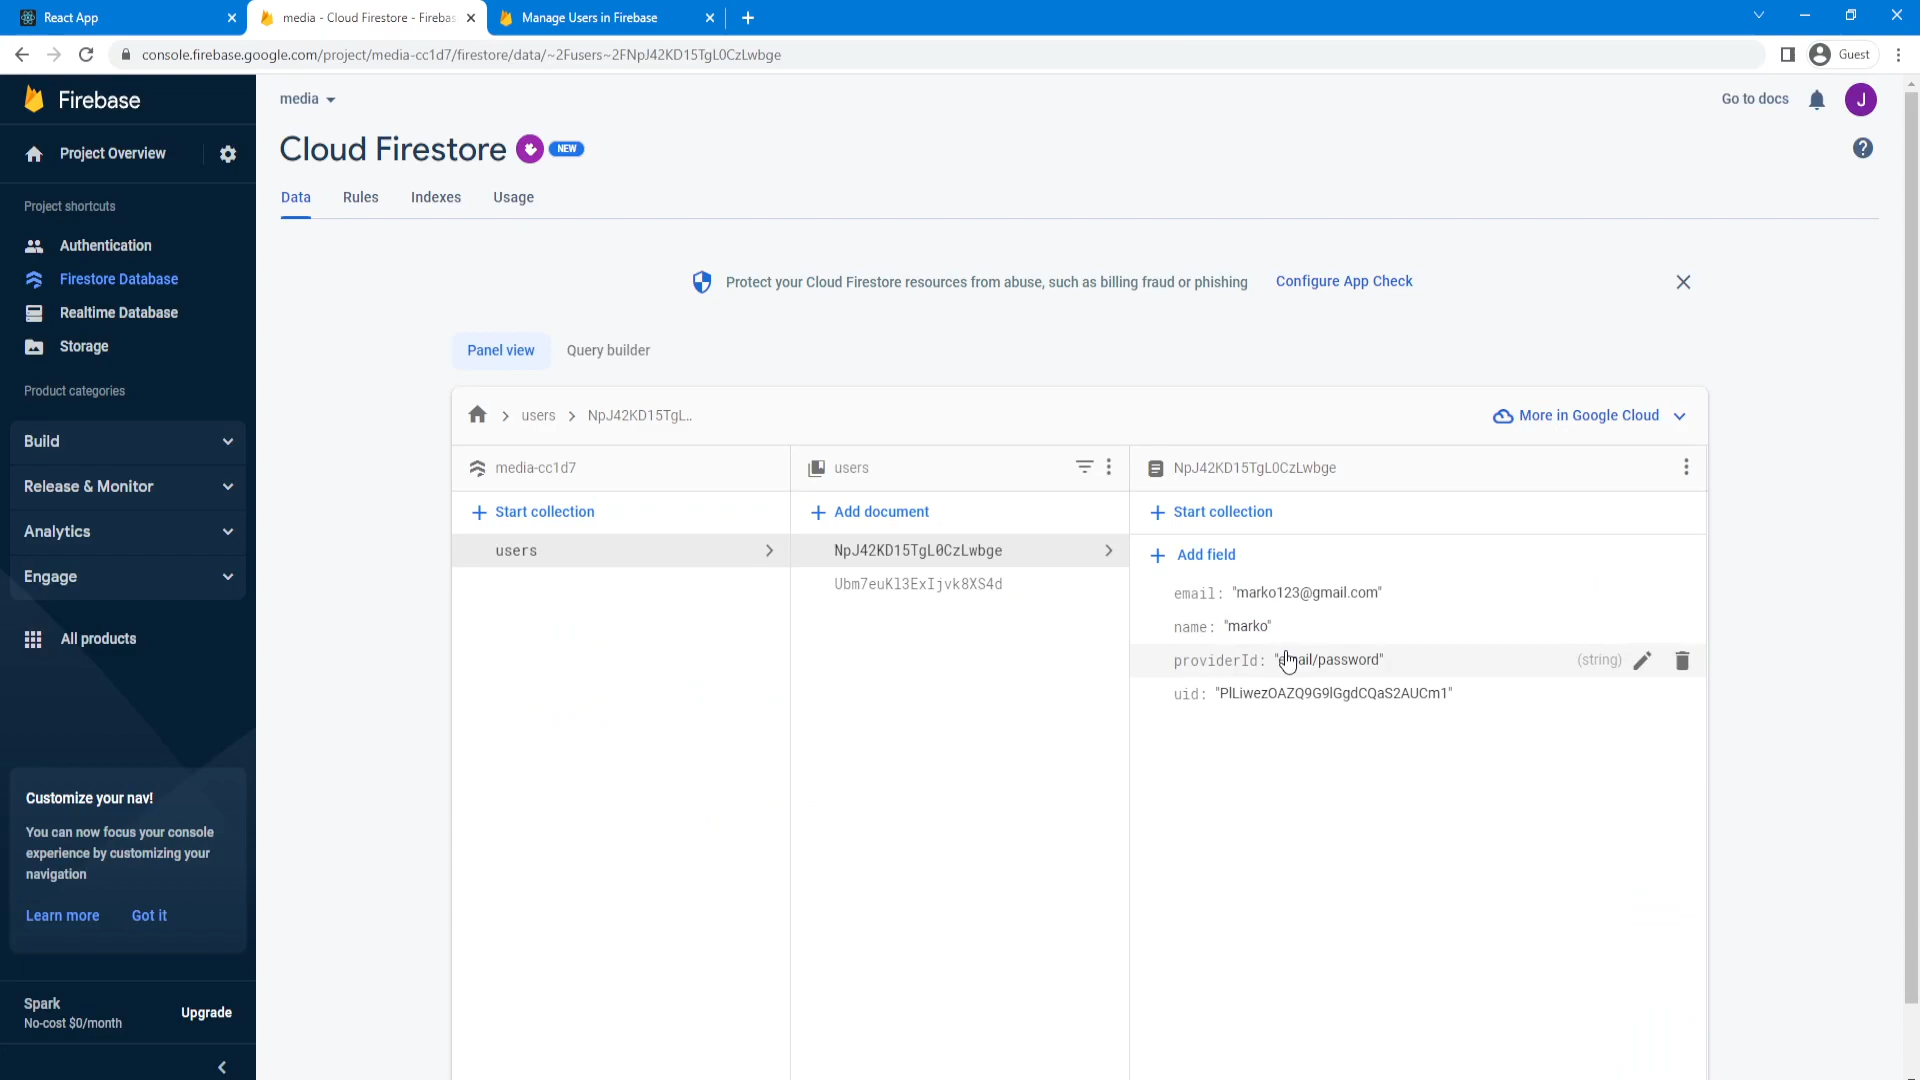 React App
media - Cloud Firestore - Firebas
Manage Users in Firebase
console.firebase.google.com/project/media-cc1d7/firestore/data/~2Fusers~2FNpJ42KD15TgL0CzLwbge
Guest
Firebase
media
Go to docs
J
Project Overview
Cloud Firestore
NEW
Data
Rules
Indexes
Usage
Project shortcuts
Authentication
Firestore Database
Realtime Database
Storage
Product categories
Build
Release & Monitor
Analytics
Engage
All products
Protect your Cloud Firestore resources from abuse, such as billing fraud or phishing
Configure App Check
Panel view
Query builder
users
NpJ42KD15TgL..
More in Google Cloud
media-cc1d7
users
NpJ42KD15TgL0CzLwbge
Start collection
Add document
Start collection
users
NpJ42KD15TgL0CzLwbge
Ubm7euKl3ExIjvk8XS4d
Add field
email: "marko123@gmail.com"
name: "marko"
providerId: "email/password"
(string)
uid: "PlLiwezOAZQ9G9lGgdCQaS2AUCm1"
Customize your nav!
You can now focus your console
experience by customizing your
navigation
Learn more
Got it
Spark
No-cost $0/month
Upgrade